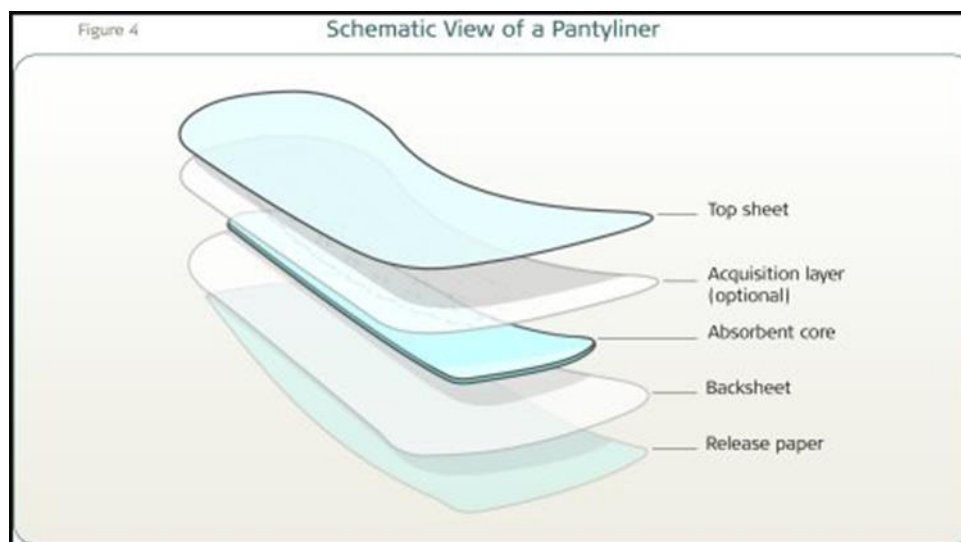 Figure 4
Schematic View of a Pantyliner
Top sheet
Acquisition layer
(optional)
Absorbent core
Backsheet
Release paper